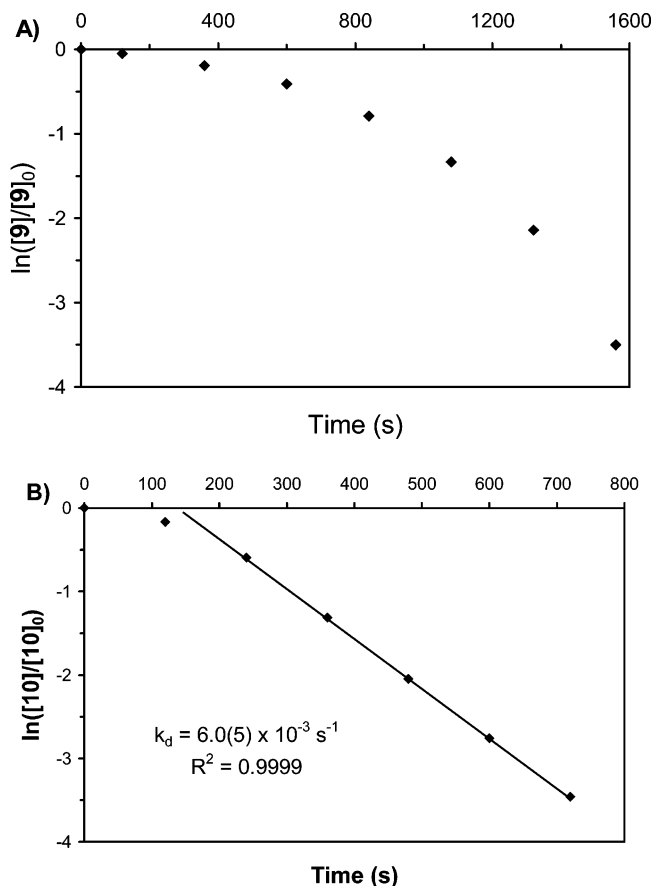 A)
0 400 800 1200 1600
0
-1
-2
-3
-4
ln([9]/[9]₀)
Time (s)
B)
0 100 200 300 400 500 600 700 800
0
-1
-2
-3
-4
ln([10]/[10]₀)
k_d = 6.0(5) x 10⁻³ s⁻¹
R² = 0.9999
Time (s)